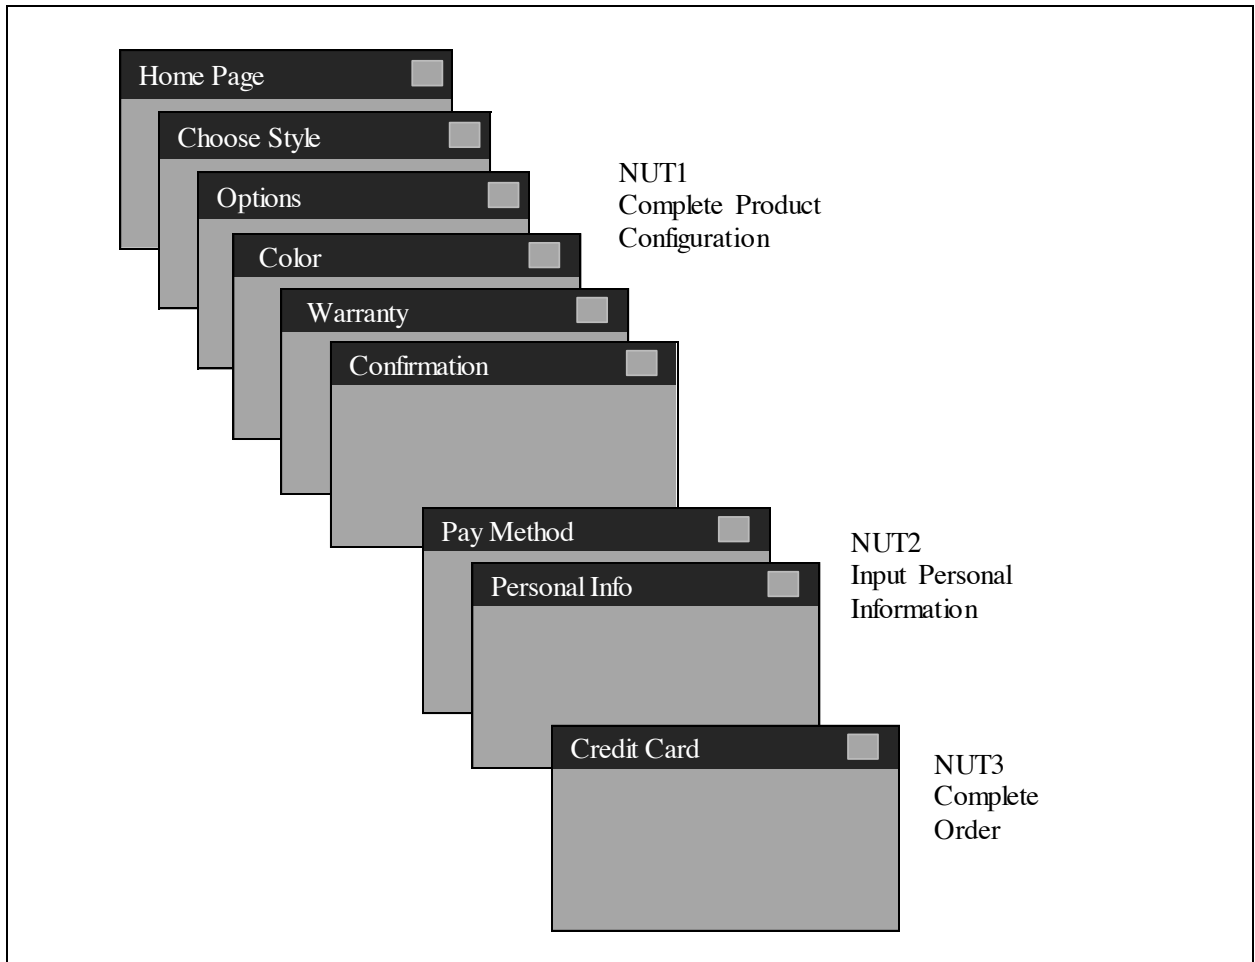 Home Page
Choose Style
Options
Color
Warranty
Confirmation
NUT1
Complete Product
Configuration
Pay Method
Personal Info
NUT2
Input Personal
Information
Credit Card
NUT3
Complete
Order